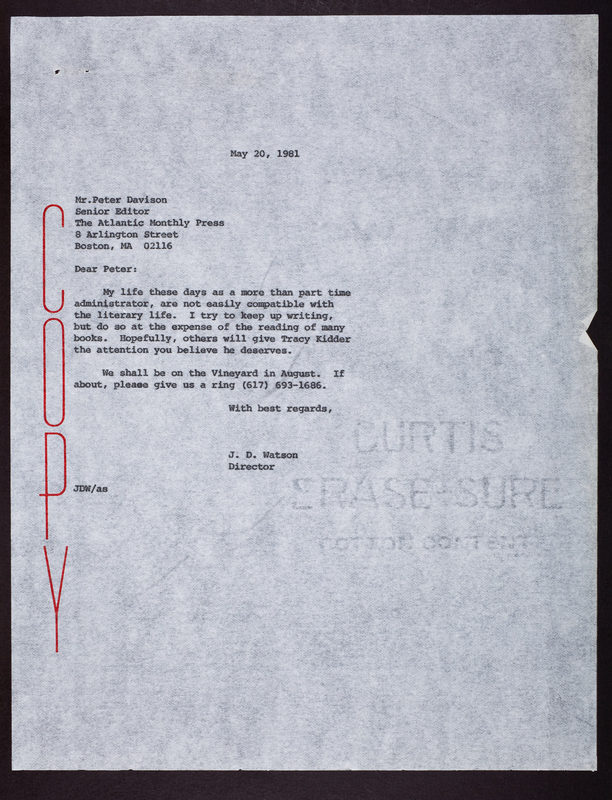 May 20, 1981
Mr.Peter Davison
Senior Editor
The Atlantic Monthly Press
8 Arlington Street
Boston, MA  02116
Dear Peter:
My life these days as a more than part time
administrator, are not easily compatible with
the literary life.  I try to keep up writing,
but do so at the expense of the reading of many
books.  Hopefully, others will give Tracy Kidder
the attention you believe he deserves.
We shall be on the Vineyard in August.  If
about, please give us a ring (617) 693-1686.
With best regards,
J. D. Watson
Director
JDW/as
COPY
CURTIS
ERASE-SURE